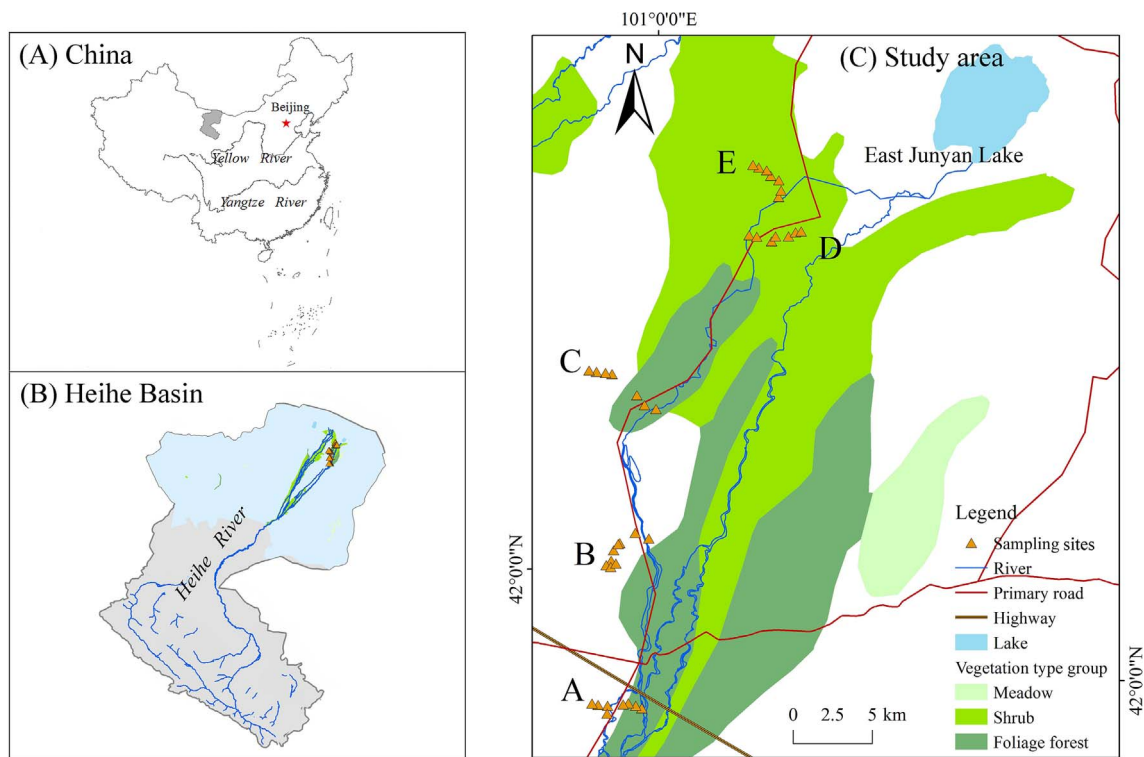 (A) China
Beijing
Yellow River
Yangtze River
(B) Heihe Basin
Heihe River
101°0'0"E
N
(C) Study area
East Junyan Lake
E
D
C
B
A
42°0'0"N
42°0'0"N
Legend
Sampling sites
River
Primary road
Highway
Lake
Vegetation type group
Meadow
Shrub
Foliage forest
0 2.5 5 km